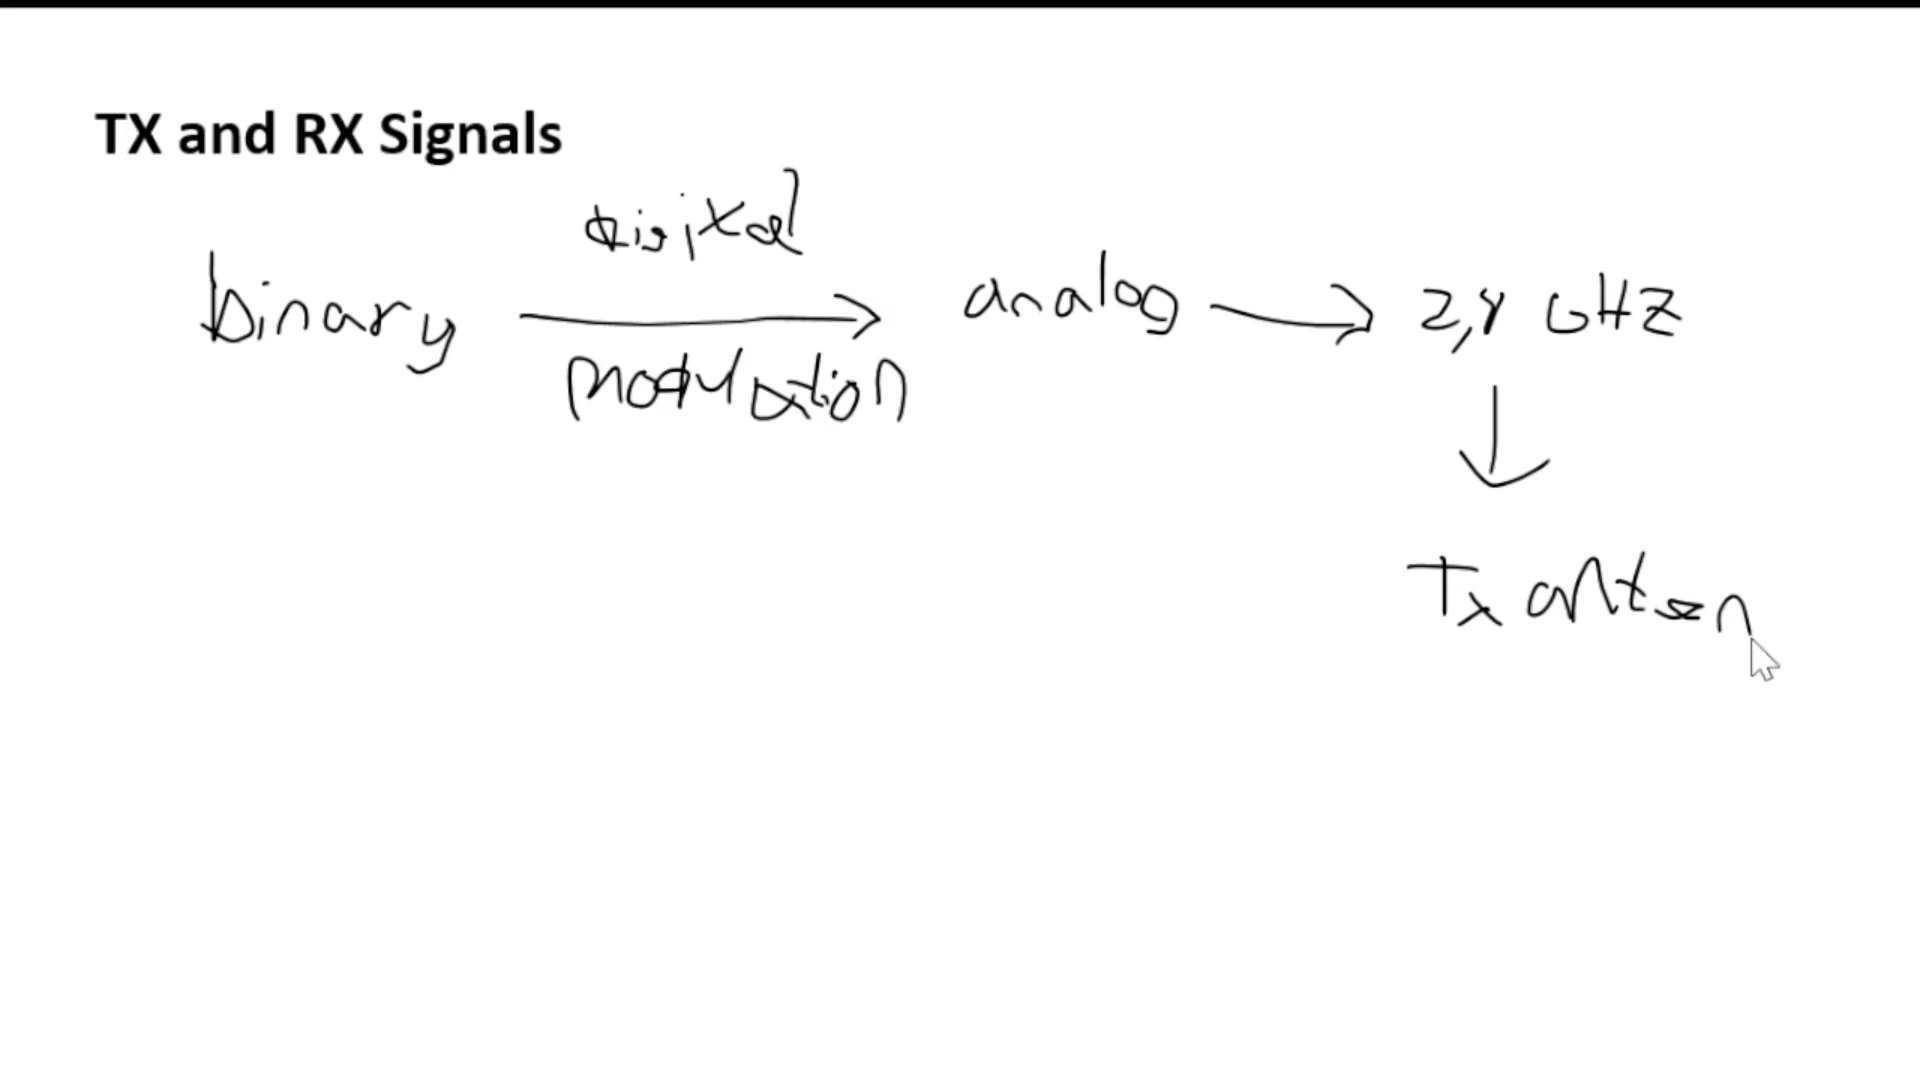 TX and RX Signals
digital
binary → analog → 2,4 GHZ
modulation
↓
Tx anten